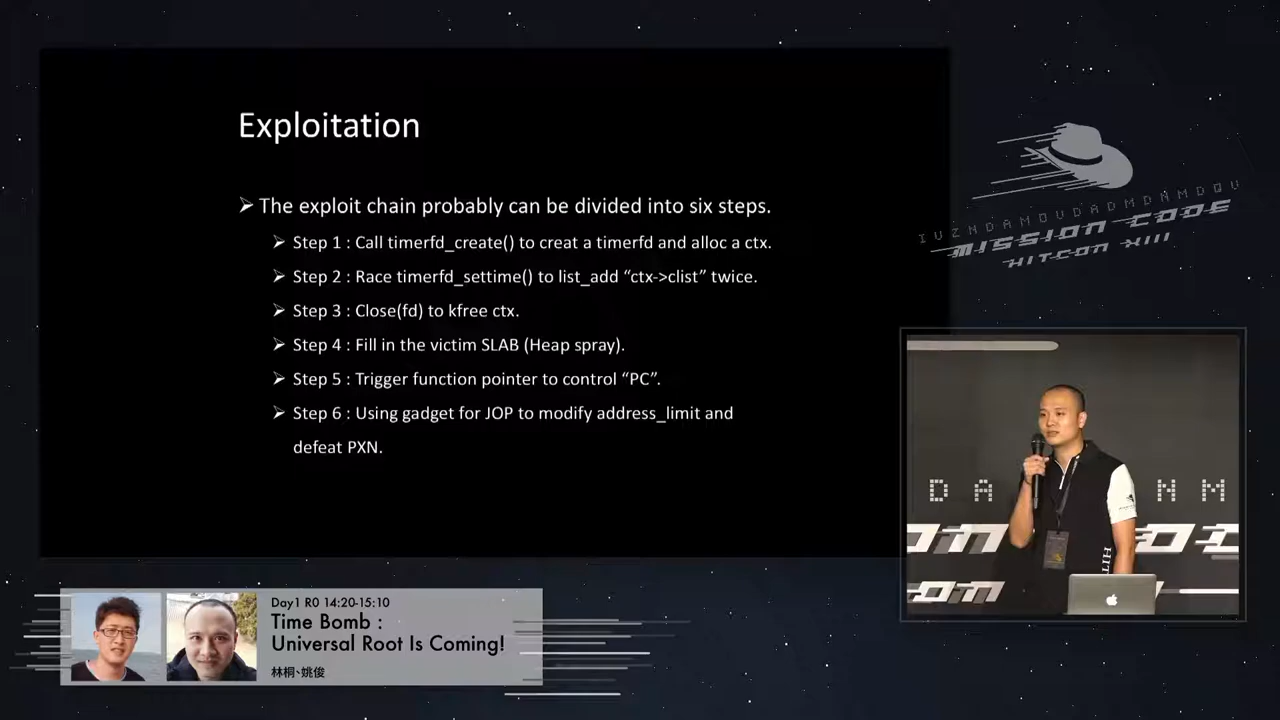 Exploitation
➢ The exploit chain probably can be divided into six steps.
➢ Step 1 : Call timerfd_create() to creat a timerfd and alloc a ctx.
➢ Step 2 : Race timerfd_settime() to list_add “ctx->clist” twice.
➢ Step 3 : Close(fd) to kfree ctx.
➢ Step 4 : Fill in the victim SLAB (Heap spray).
➢ Step 5 : Trigger function pointer to control “PC”.
➢ Step 6 : Using gadget for JOP to modify address_limit and
defeat PXN.
IUZHDAMOUDADMDAMDQU
MISSION CODE
HITCON XIII
D A N M
HIT
Day1 R0 14:20-15:10
Time Bomb :
Universal Root Is Coming!
林桐、姚俊